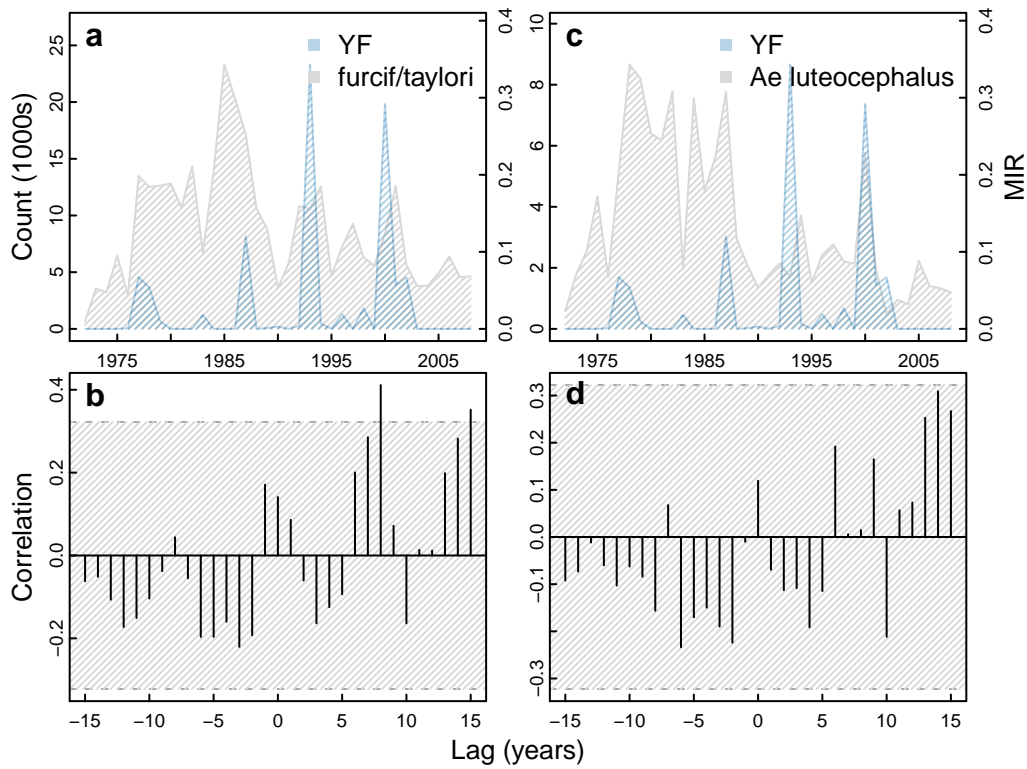 a
YF
furcif/taylori
Count (1000s)
0 5 10 15 20 25
0.0 0.1 0.2 0.3 0.4
1975 1985 1995 2005
c
YF
Ae luteocephalus
0 2 4 6 8 10
0.0 0.1 0.2 0.3 0.4
MIR
1975 1985 1995 2005
b
Correlation
−0.2 0.0 0.2 0.4
−15 −10 −5 0 5 10 15
d
−0.3 −0.1 0.0 0.1 0.2 0.3
−15 −10 −5 0 5 10 15
Lag (years)